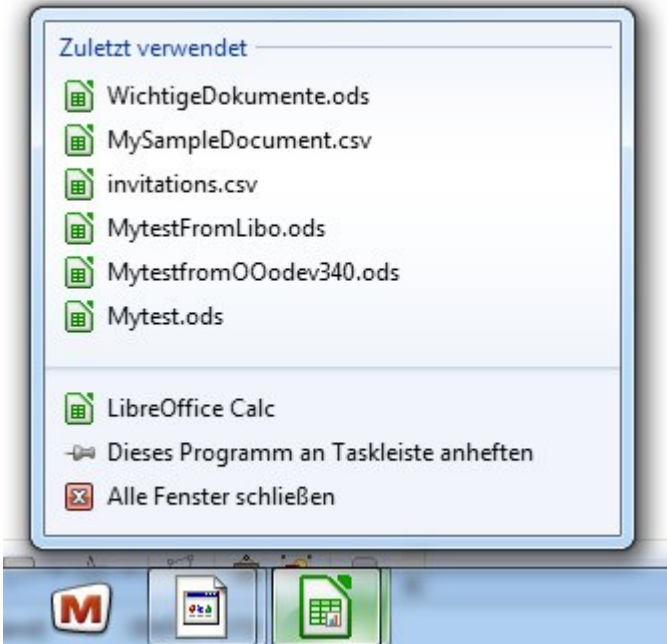 Zuletzt verwendet
WichtigeDokumente.ods
MySampleDocument.csv
invitations.csv
MytestFromLibo.ods
MytestfromOOodev340.ods
Mytest.ods
LibreOffice Calc
Dieses Programm an Taskleiste anheften
Alle Fenster schließen
M